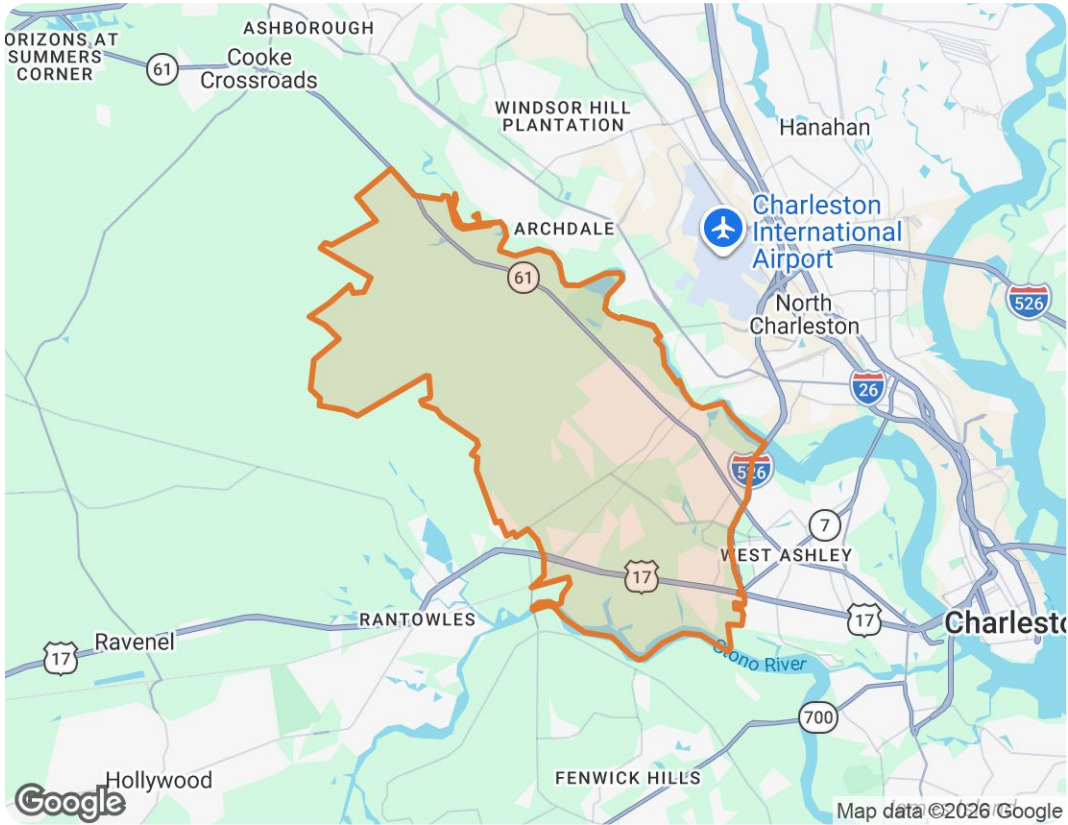 ASHBOROUGH
ORIZONS AT
SUMMERS
CORNER
61
Cooke
Crossroads
WINDSOR HILL
PLANTATION
Hanahan
ARCHDALE
Charleston
International
Airport
61
526
North
Charleston
26
526
7
WEST ASHLEY
17
RANTOWLES
17
Charlesto
Ravenel
17
Stono River
700
Hollywood
FENWICK HILLS
Google
Map data ©2026 Google